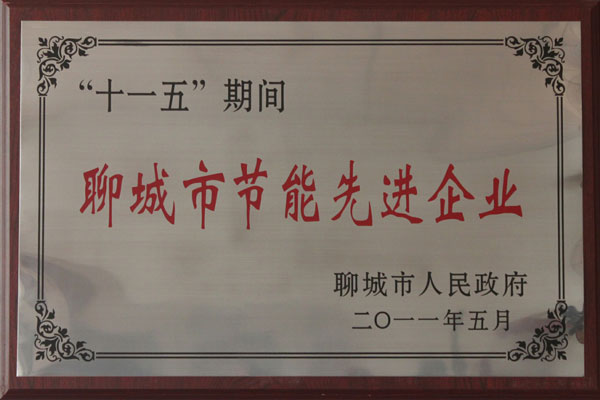 “十一五”期间
聊城市节能先进企业
聊城市人民政府
二〇一一年五月